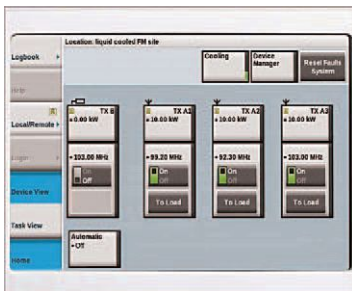 Location: liquid cooled FM site
Logbook
Cooling
Device Manager
Reset Faults System
Help
Local/Remote
Login
Device View
Task View
Home
TX B
0.00 kW
103.00 MHz
On
Off
TX A1
10.00 kW
99.20 MHz
On
Off
To Load
TX A2
10.00 kW
92.30 MHz
On
Off
To Load
TX A3
10.00 kW
103.00 MHz
On
Off
To Load
Automatic
Off